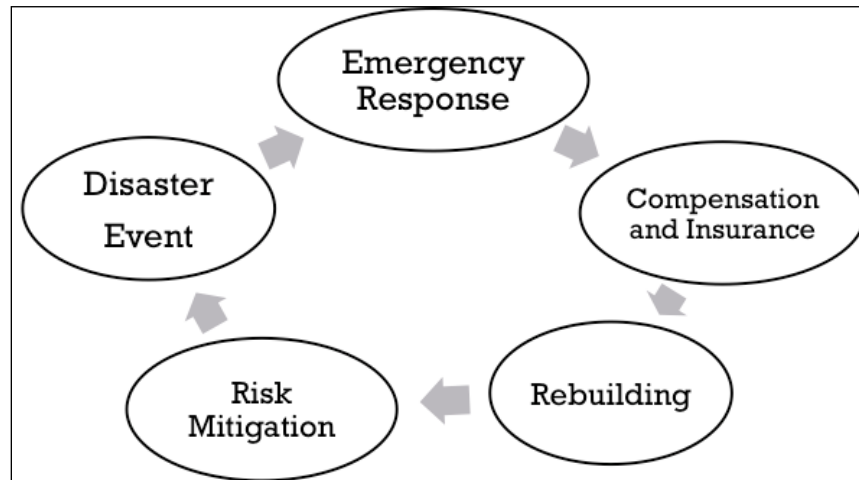 Emergency
Response
Disaster
Event
Compensation
and Insurance
Risk
Mitigation
Rebuilding